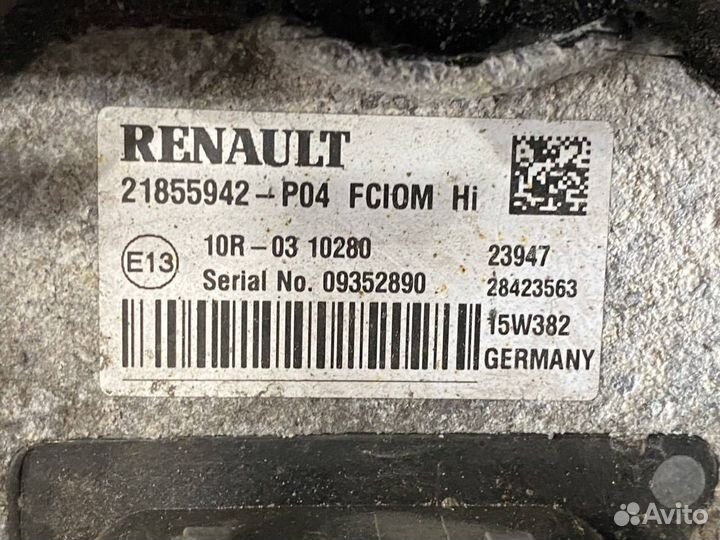 RENAULT
21855942-P04 FCIOM Hi
E13
10R-03 10280
Serial No. 09352890
23947
28423563
15W382
GERMANY
Avito